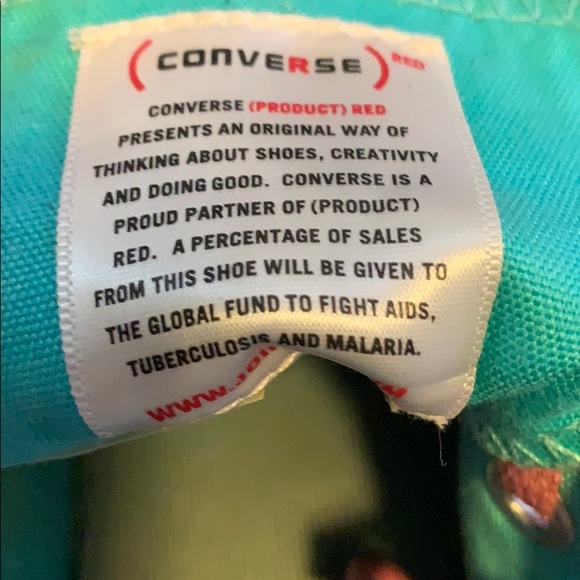 (CONVERSE) RED
CONVERSE (PRODUCT) RED
PRESENTS AN ORIGINAL WAY OF
THINKING ABOUT SHOES, CREATIVITY
AND DOING GOOD. CONVERSE IS A
PROUD PARTNER OF (PRODUCT)
RED. A PERCENTAGE OF SALES
FROM THIS SHOE WILL BE GIVEN TO
THE GLOBAL FUND TO FIGHT AIDS,
TUBERCULOSIS AND MALARIA.